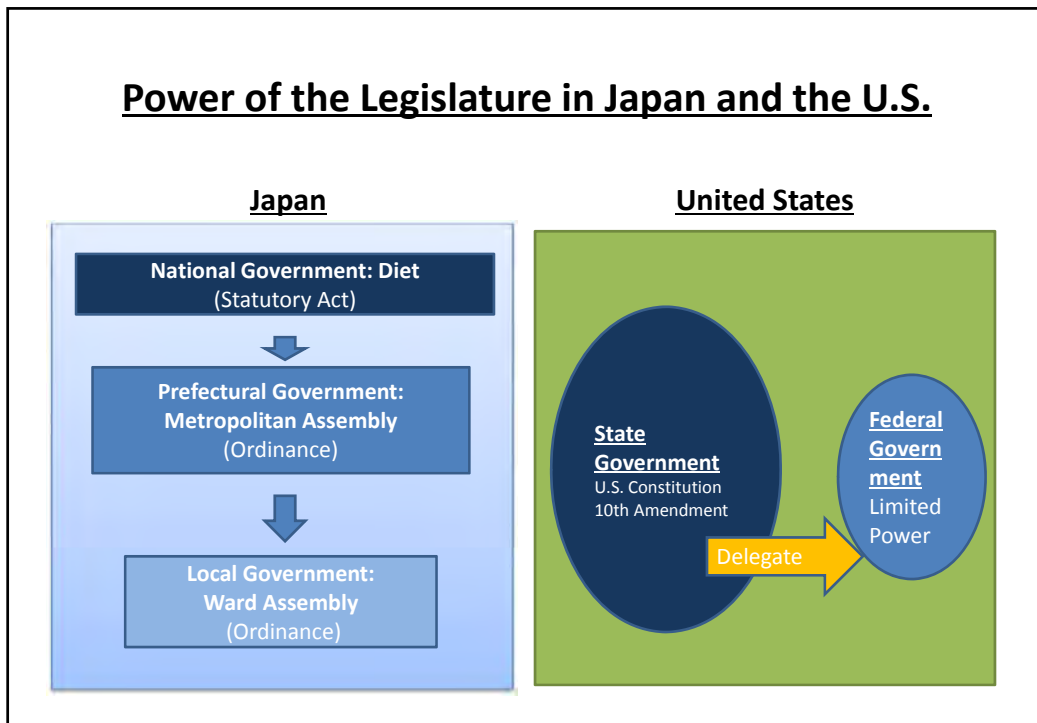 Power of the Legislature in Japan and the U.S.
Japan
National Government: Diet
(Statutory Act)
Prefectural Government:
Metropolitan Assembly
(Ordinance)
Local Government:
Ward Assembly
(Ordinance)
United States
State
Government
U.S. Constitution
10th Amendment
Delegate
Federal
Govern
ment
Limited
Power